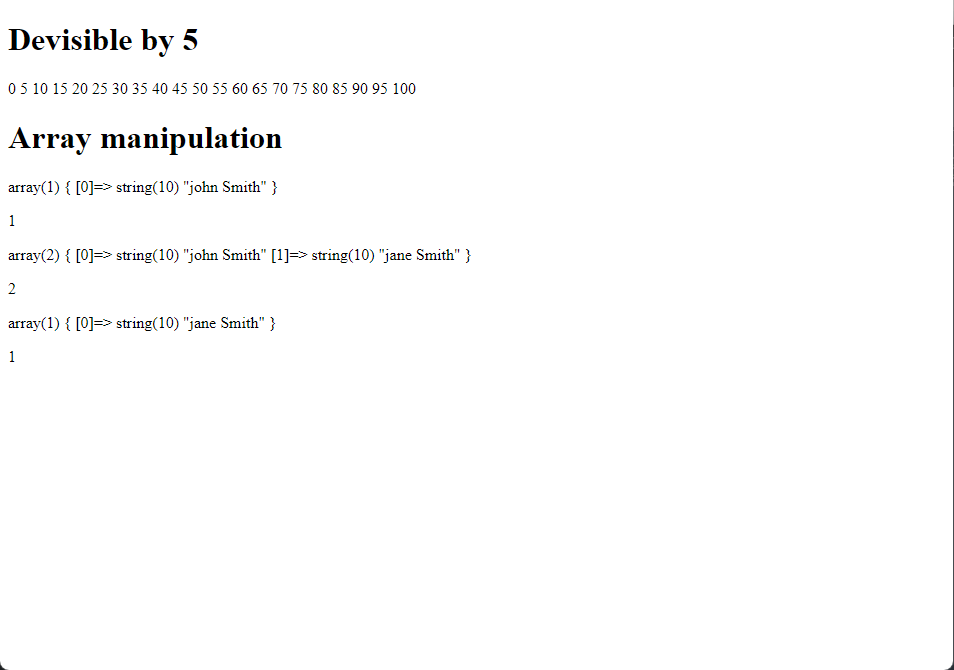 Devisible by 5
0 5 10 15 20 25 30 35 40 45 50 55 60 65 70 75 80 85 90 95 100
Array manipulation
array(1) { [0]=> string(10) "john Smith" }
1
array(2) { [0]=> string(10) "john Smith" [1]=> string(10) "jane Smith" }
2
array(1) { [0]=> string(10) "jane Smith" }
1